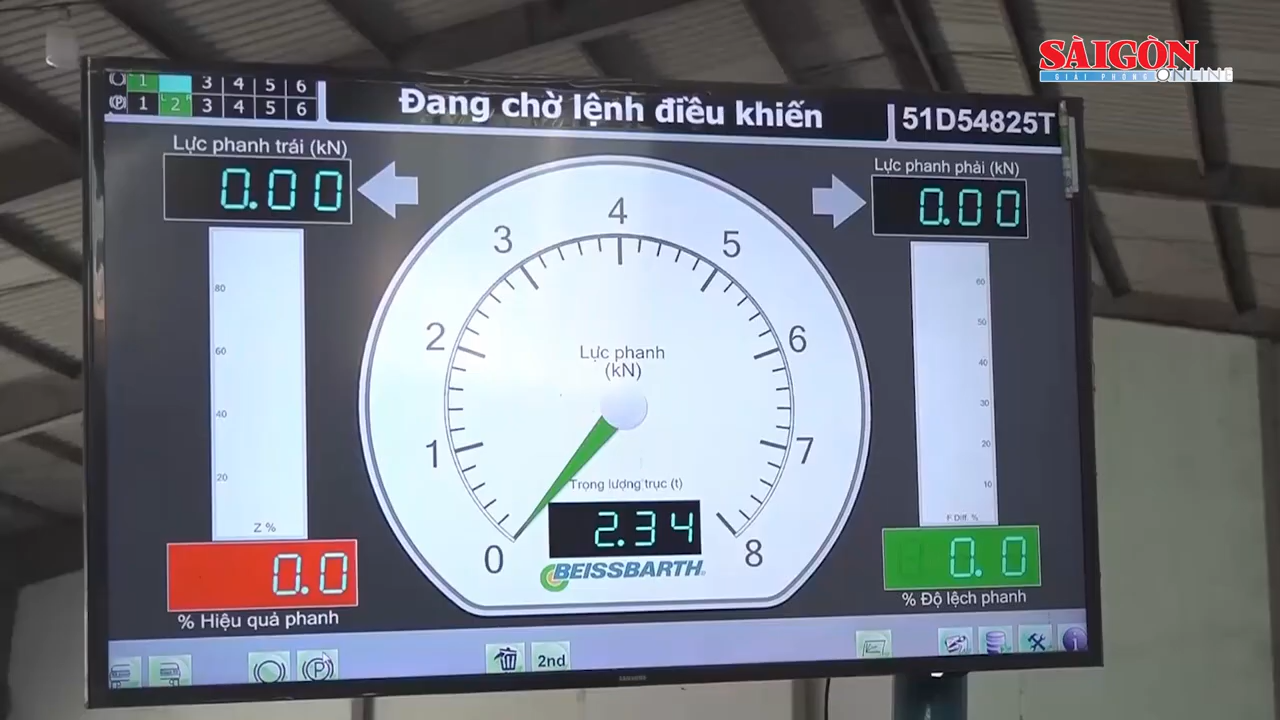 SÀIGÒN
GIẢI PHÓNG ONLINE
1 3 4 5 6
1 2 3 4 5 6
Đang chờ lệnh điều khiến
51D54825T
Lực phanh trái (kN)
0.00
Lực phanh phải (kN)
0.00
0 1 2 3 4 5 6 7 8
Lực phanh
(kN)
Trọng lượng trục (t)
2.34
BEISSBARTH
80
60
40
20
Z %
0.0
% Hiệu quả phanh
60
50
40
30
20
10
F Diff. %
0.0
% Độ lệch phanh
P
2nd
i
SAMSUNG